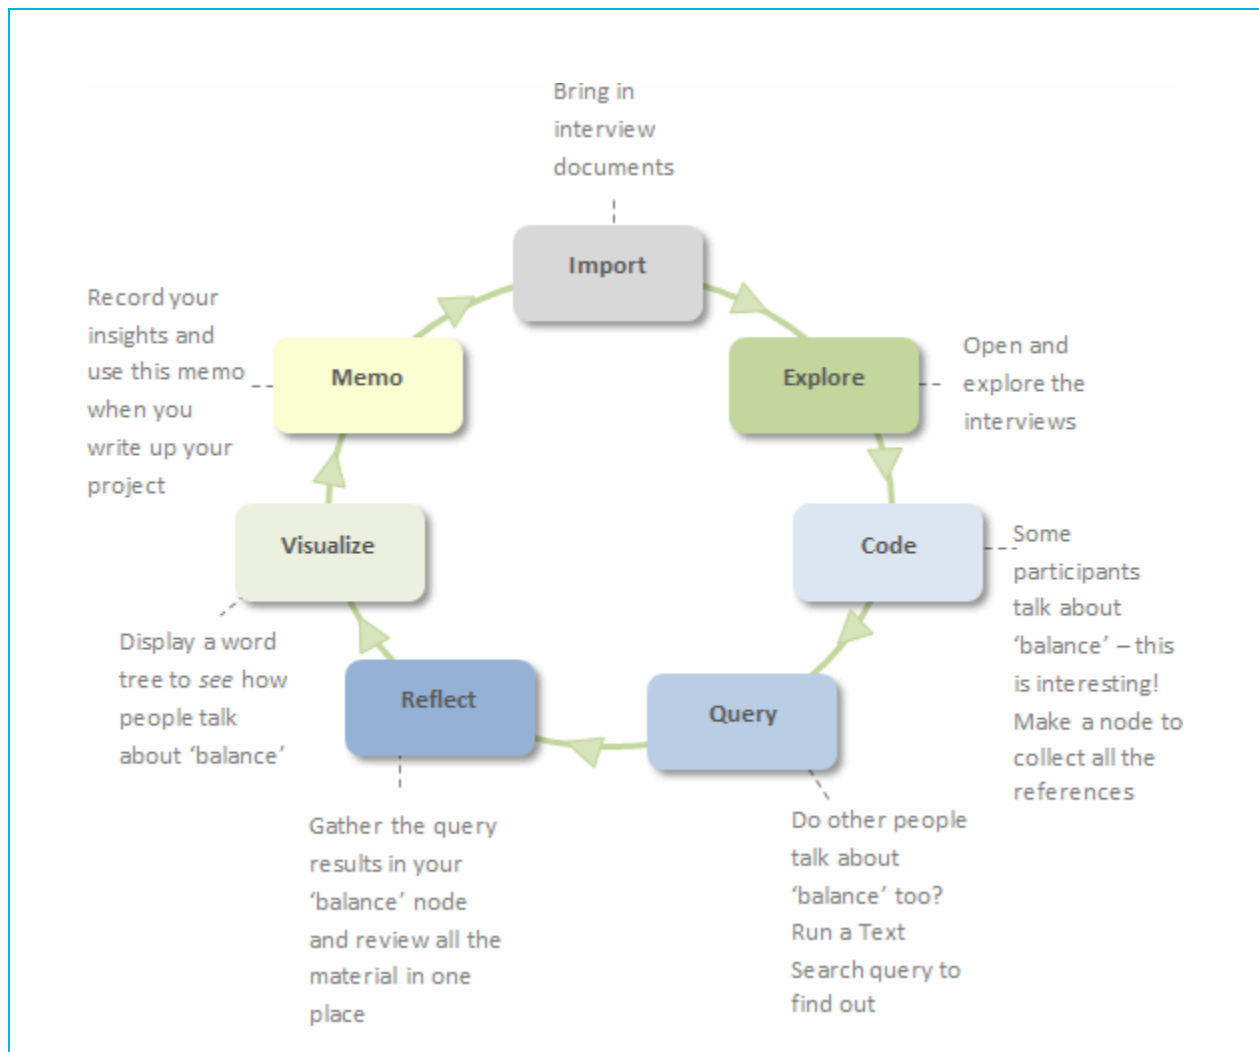 Bring in
interview
documents
Import
Explore
Open and
explore the
interviews
Code
Some
participants
talk about
‘balance’ – this
is interesting!
Make a node to
collect all the
references
Query
Do other people
talk about
‘balance’ too?
Run a Text
Search query to
find out
Reflect
Gather the query
results in your
‘balance’ node
and review all the
material in one
place
Visualize
Display a word
tree to see how
people talk
about ‘balance’
Memo
Record your
insights and
use this memo
when you
write up your
project